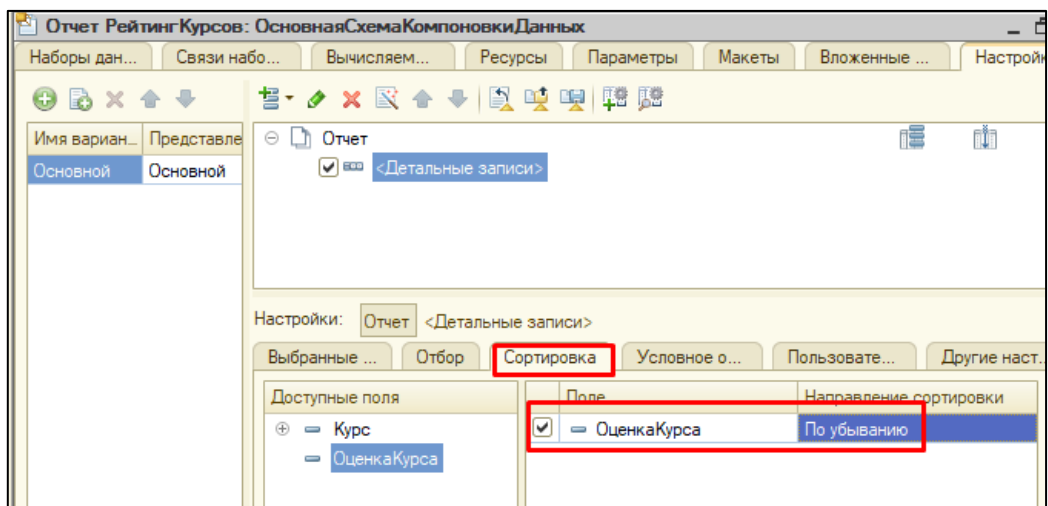 Отчет РейтингКурсов: ОсновнаяСхемаКомпоновкиДанных
Наборы дан... Связи набо... Вычисляем... Ресурсы Параметры Макеты Вложенные ... Настройк
Имя вариан... Представле
Основной Основной
Отчет
<Детальные записи>
Настройки: Отчет <Детальные записи>
Выбранные ... Отбор Сортировка Условное о... Пользовате... Другие наст...
Доступные поля Поле Направление сортировки
Курс ОценкаКурса По убыванию
ОценкаКурса